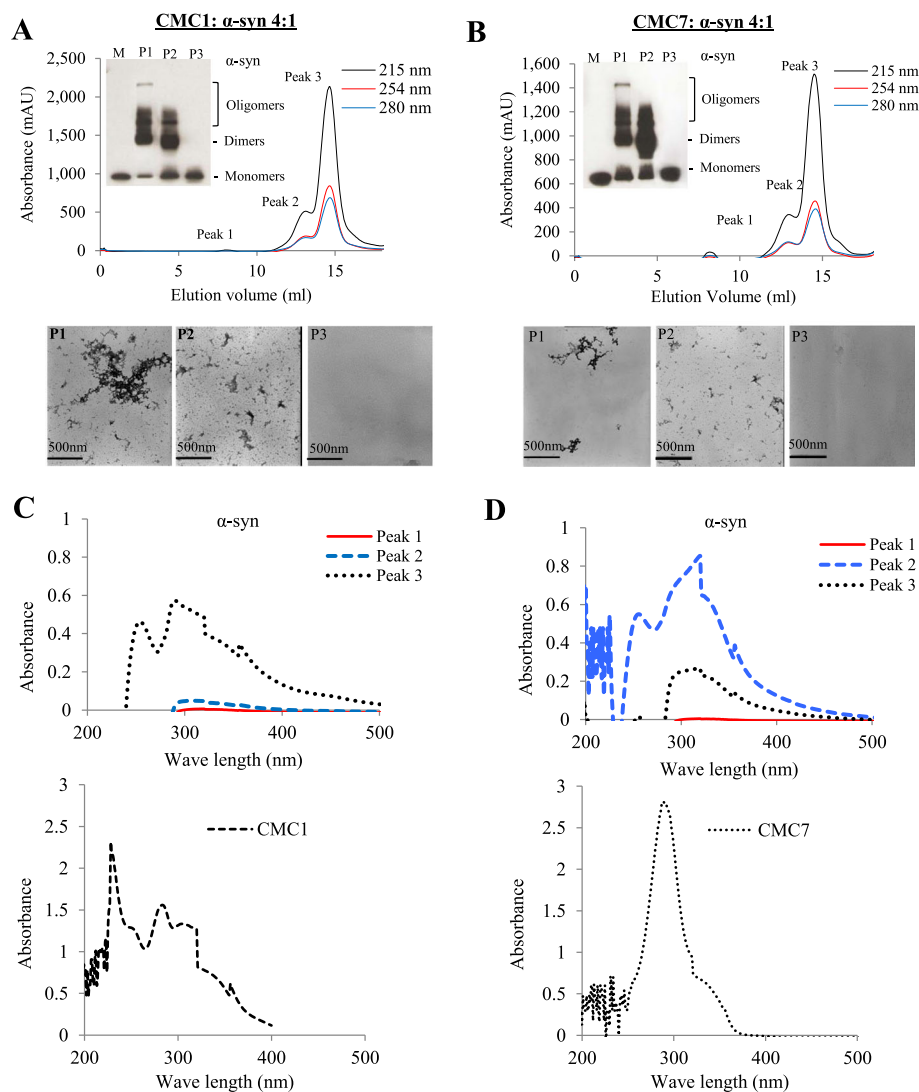 CMC1: α-syn 4:1
A
M P1 P2 P3 α-syn
Oligomers
- Dimers
- Monomers
Peak 3
215 nm
254 nm
280 nm
Peak 2
Peak 1
Absorbance (mAU)
2,500
2,000
1,500
1,000
500
0
0 5 10 15
Elution volume (ml)
P1
500nm
P2
500nm
P3
500nm
CMC7: α-syn 4:1
B
M P1 P2 P3 α-syn
Oligomers
- Dimers
- Monomers
Peak 3
215 nm
254 nm
280 nm
Peak 2
Peak 1
Absorbance (mAU)
1,600
1,400
1,200
1,000
800
600
400
200
0
0 5 10 15
Elution Volume (ml)
P1
500nm
P2
500nm
P3
500nm
C
α-syn
Peak 1
Peak 2
Peak 3
Absorbance
1
0.8
0.6
0.4
0.2
0
200 300 400 500
Wave length (nm)
CMC1
Absorbance
3
2.5
2
1.5
1
0.5
0
200 300 400 500
Wave length (nm)
D
α-syn
Peak 1
Peak 2
Peak 3
Absorbance
1
0.8
0.6
0.4
0.2
0
200 300 400 500
Wave length (nm)
CMC7
Absorbance
3
2.5
2
1.5
1
0.5
0
200 300 400 500
Wave length (nm)